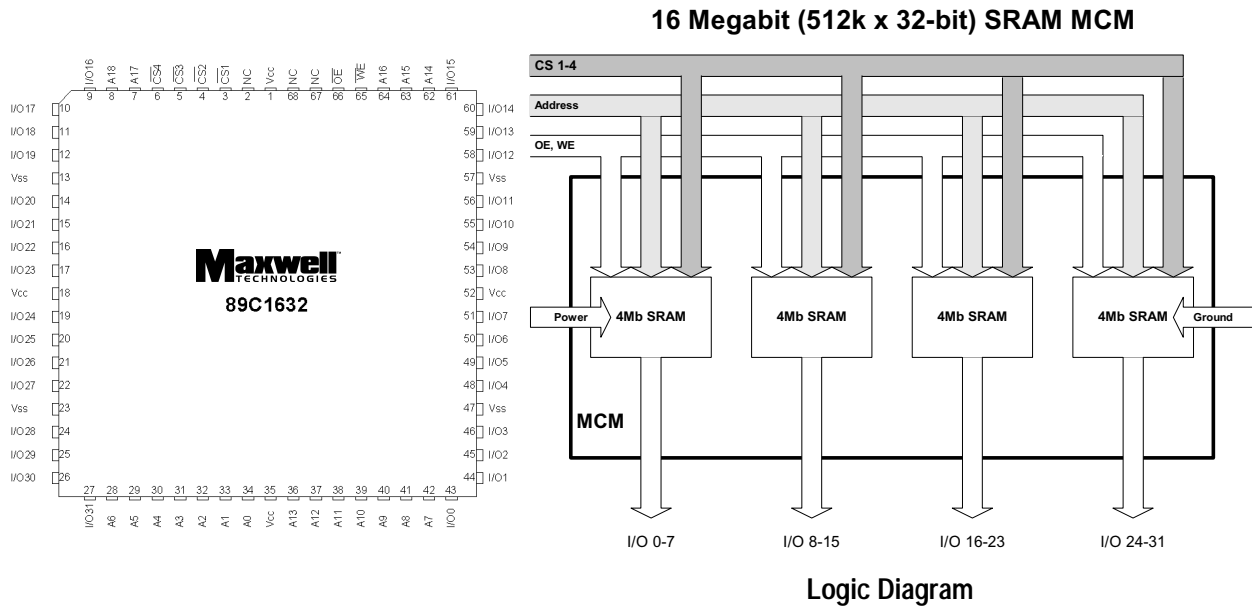 16 Megabit (512k x 32-bit) SRAM MCM
I/O16 A18 A17 CS4 CS3 CS2 CS1 NC Vcc NC NC OE WE A16 A15 A14 I/O15
9 8 7 6 5 4 3 2 1 68 67 66 65 64 63 62 61
I/O17 10 60 I/O14
I/O18 11 59 I/O13
I/O19 12 58 I/O12
Vss 13 57 Vss
I/O20 14 56 I/O11
I/O21 15 55 I/O10
I/O22 16 54 I/O9
I/O23 17 53 I/O8
Vcc 18 52 Vcc
I/O24 19 51 I/O7
I/O25 20 50 I/O6
I/O26 21 49 I/O5
I/O27 22 48 I/O4
Vss 23 47 Vss
I/O28 24 46 I/O3
I/O29 25 45 I/O2
I/O30 26 44 I/O1
Maxwell
TECHNOLOGIES
89C1632
27 28 29 30 31 32 33 34 35 36 37 38 39 40 41 42 43
I/O31 A6 A5 A4 A3 A2 A1 A0 Vcc A13 A12 A11 A10 A9 A8 A7 I/O0
CS 1-4
Address
OE, WE
Power 4Mb SRAM 4Mb SRAM 4Mb SRAM 4Mb SRAM Ground
MCM
I/O 0-7 I/O 8-15 I/O 16-23 I/O 24-31
Logic Diagram